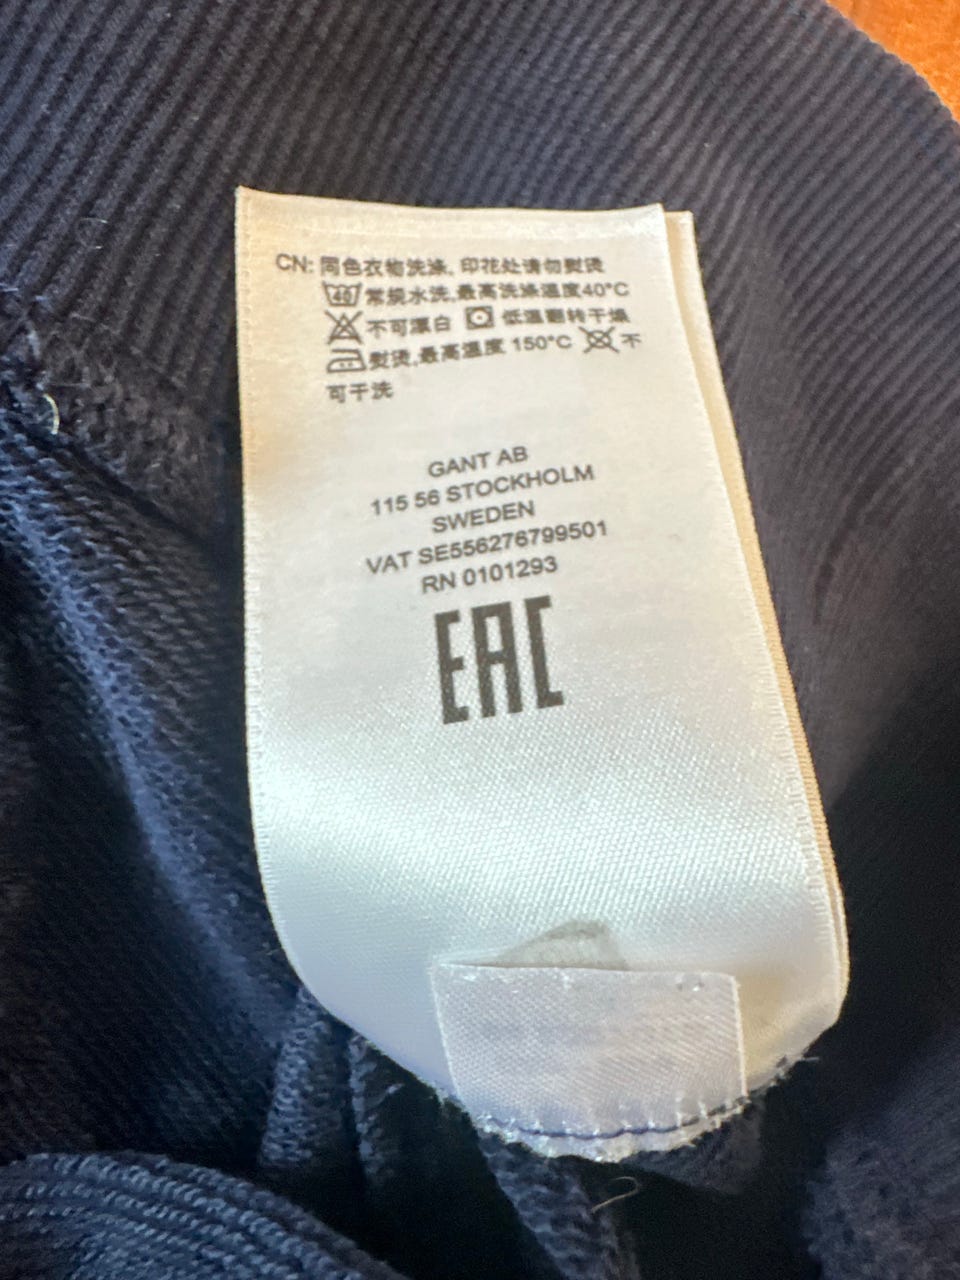 CN: 同色衣物洗涤, 印花处请勿熨烫
40 常规水洗,最高洗涤温度40°C
不可漂白 低温翻转干燥
熨烫,最高温度 150°C 不
可干洗
GANT AB
115 56 STOCKHOLM
SWEDEN
VAT SE556276799501
RN 0101293
EAC